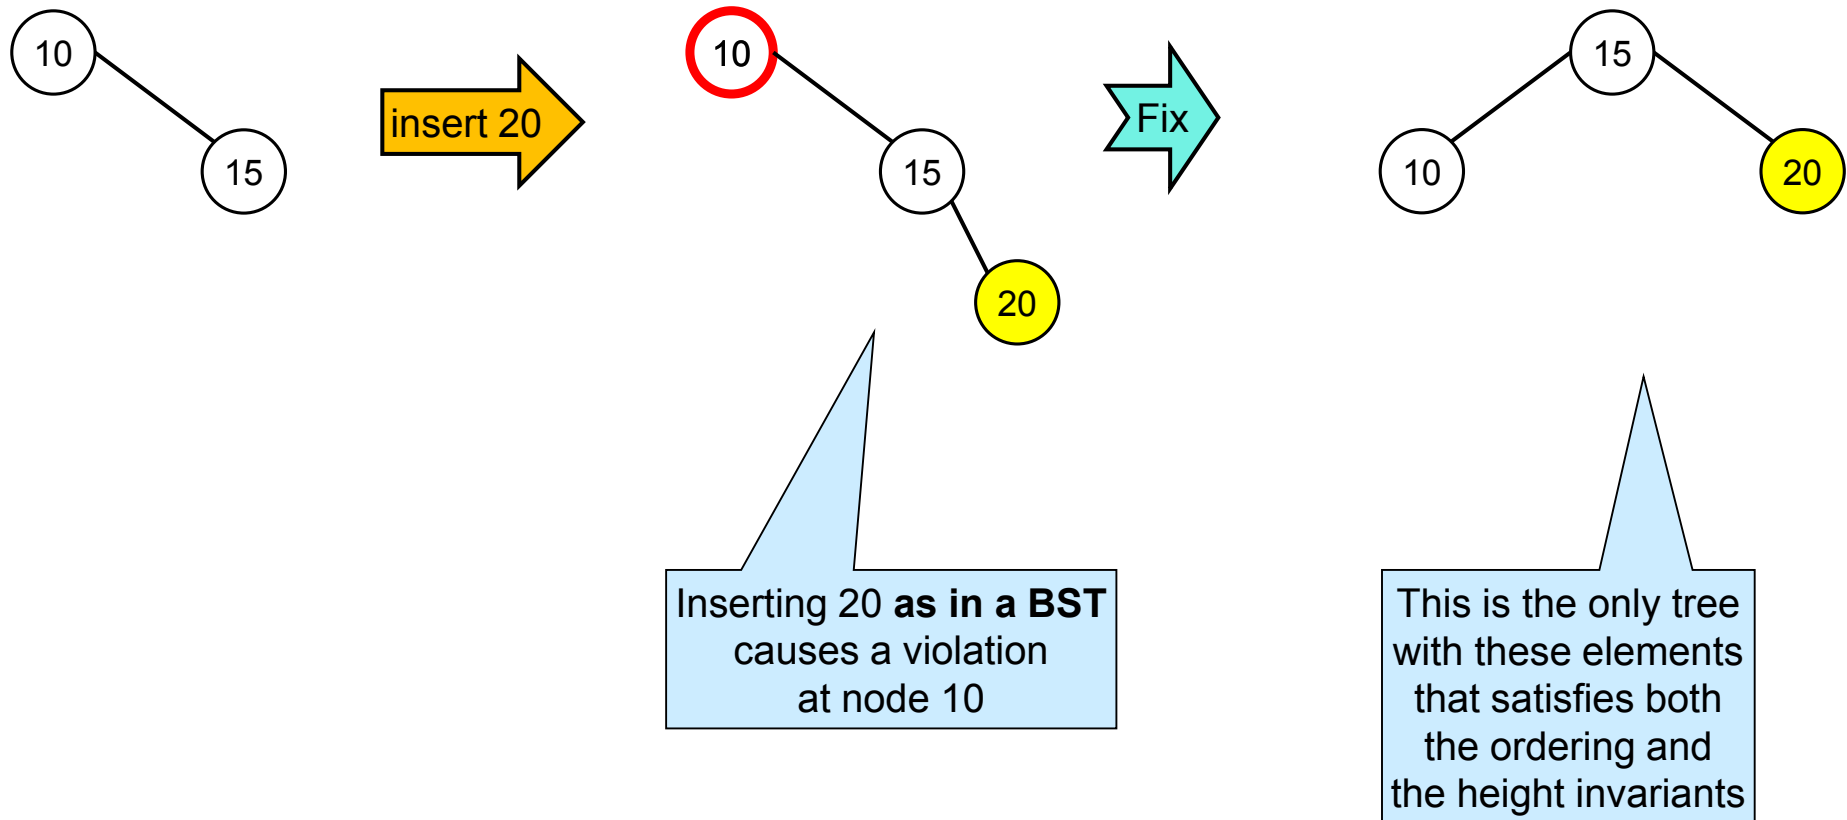 10
15
insert 20
10
15
20
Fix
15
10
20
Inserting 20 as in a BST
causes a violation
at node 10
This is the only tree
with these elements
that satisfies both
the ordering and
the height invariants